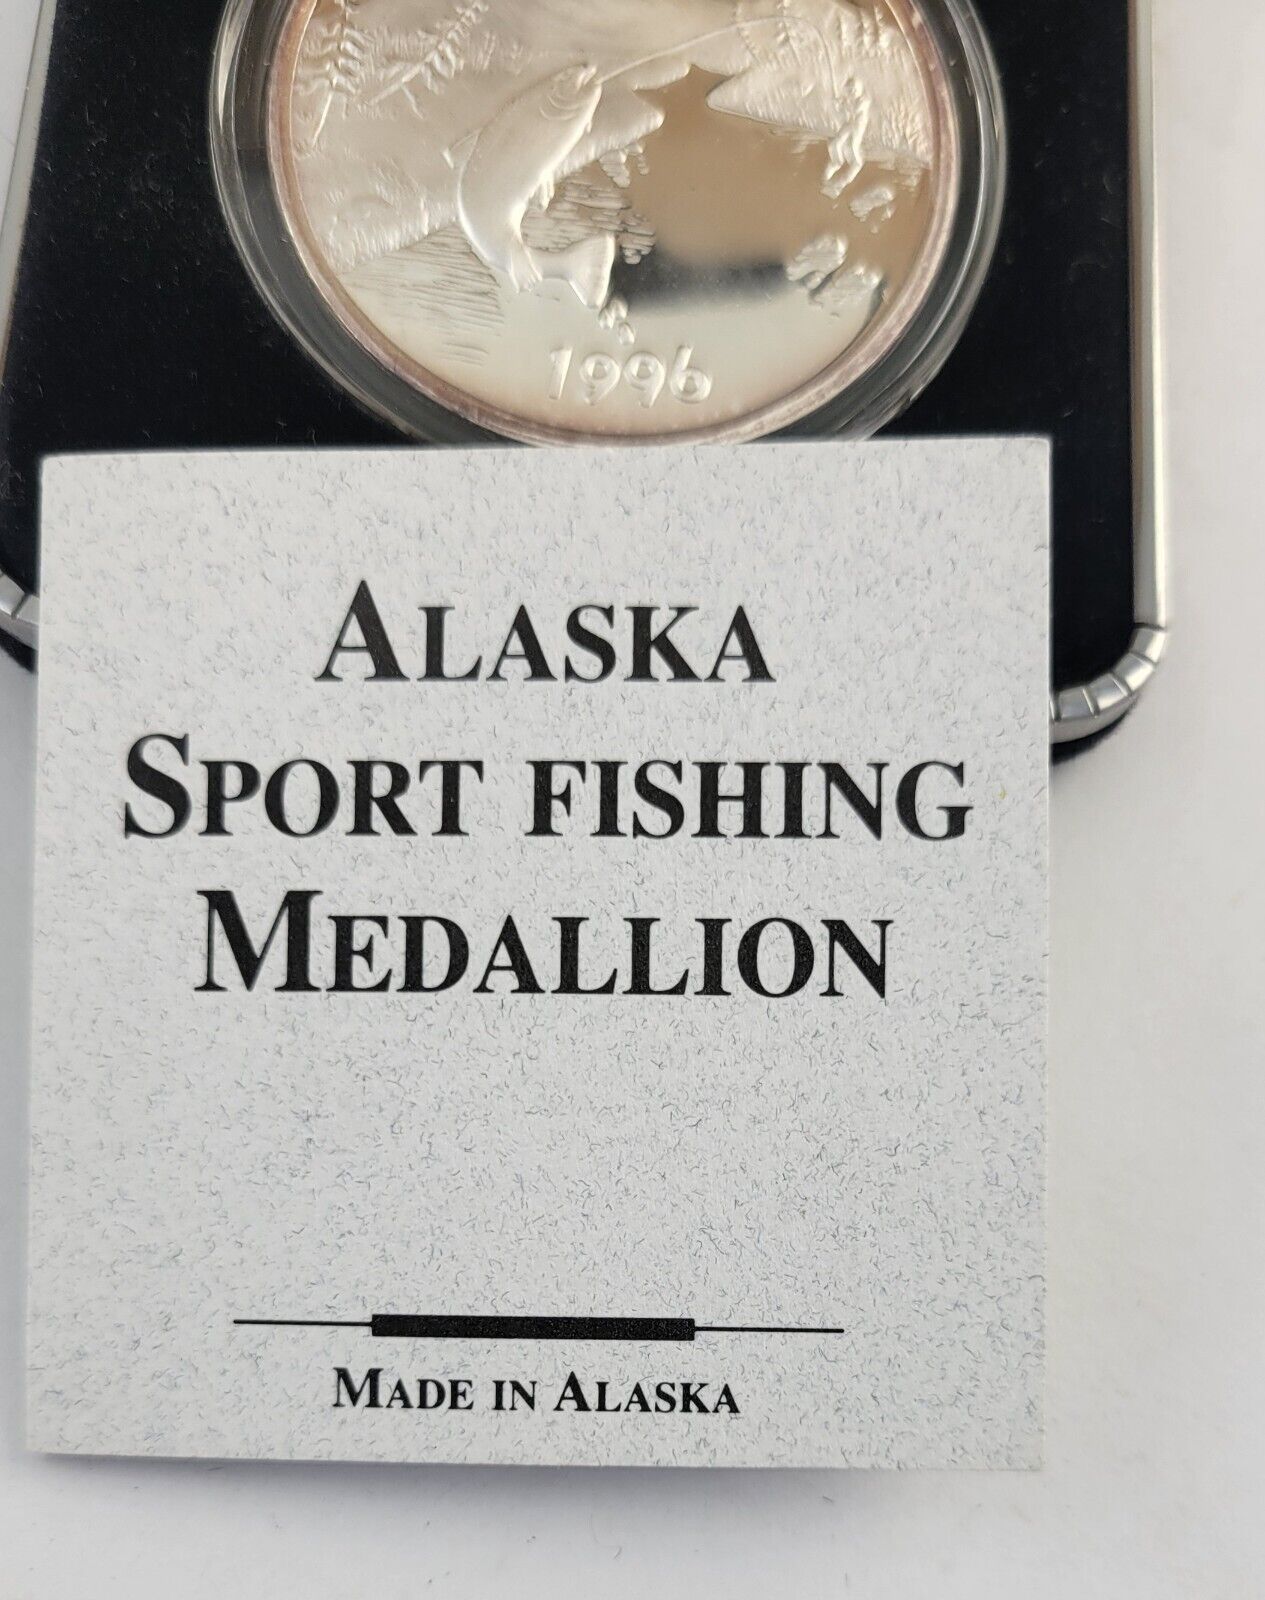 1996
ALASKA
SPORT FISHING
MEDALLION
MADE IN ALASKA